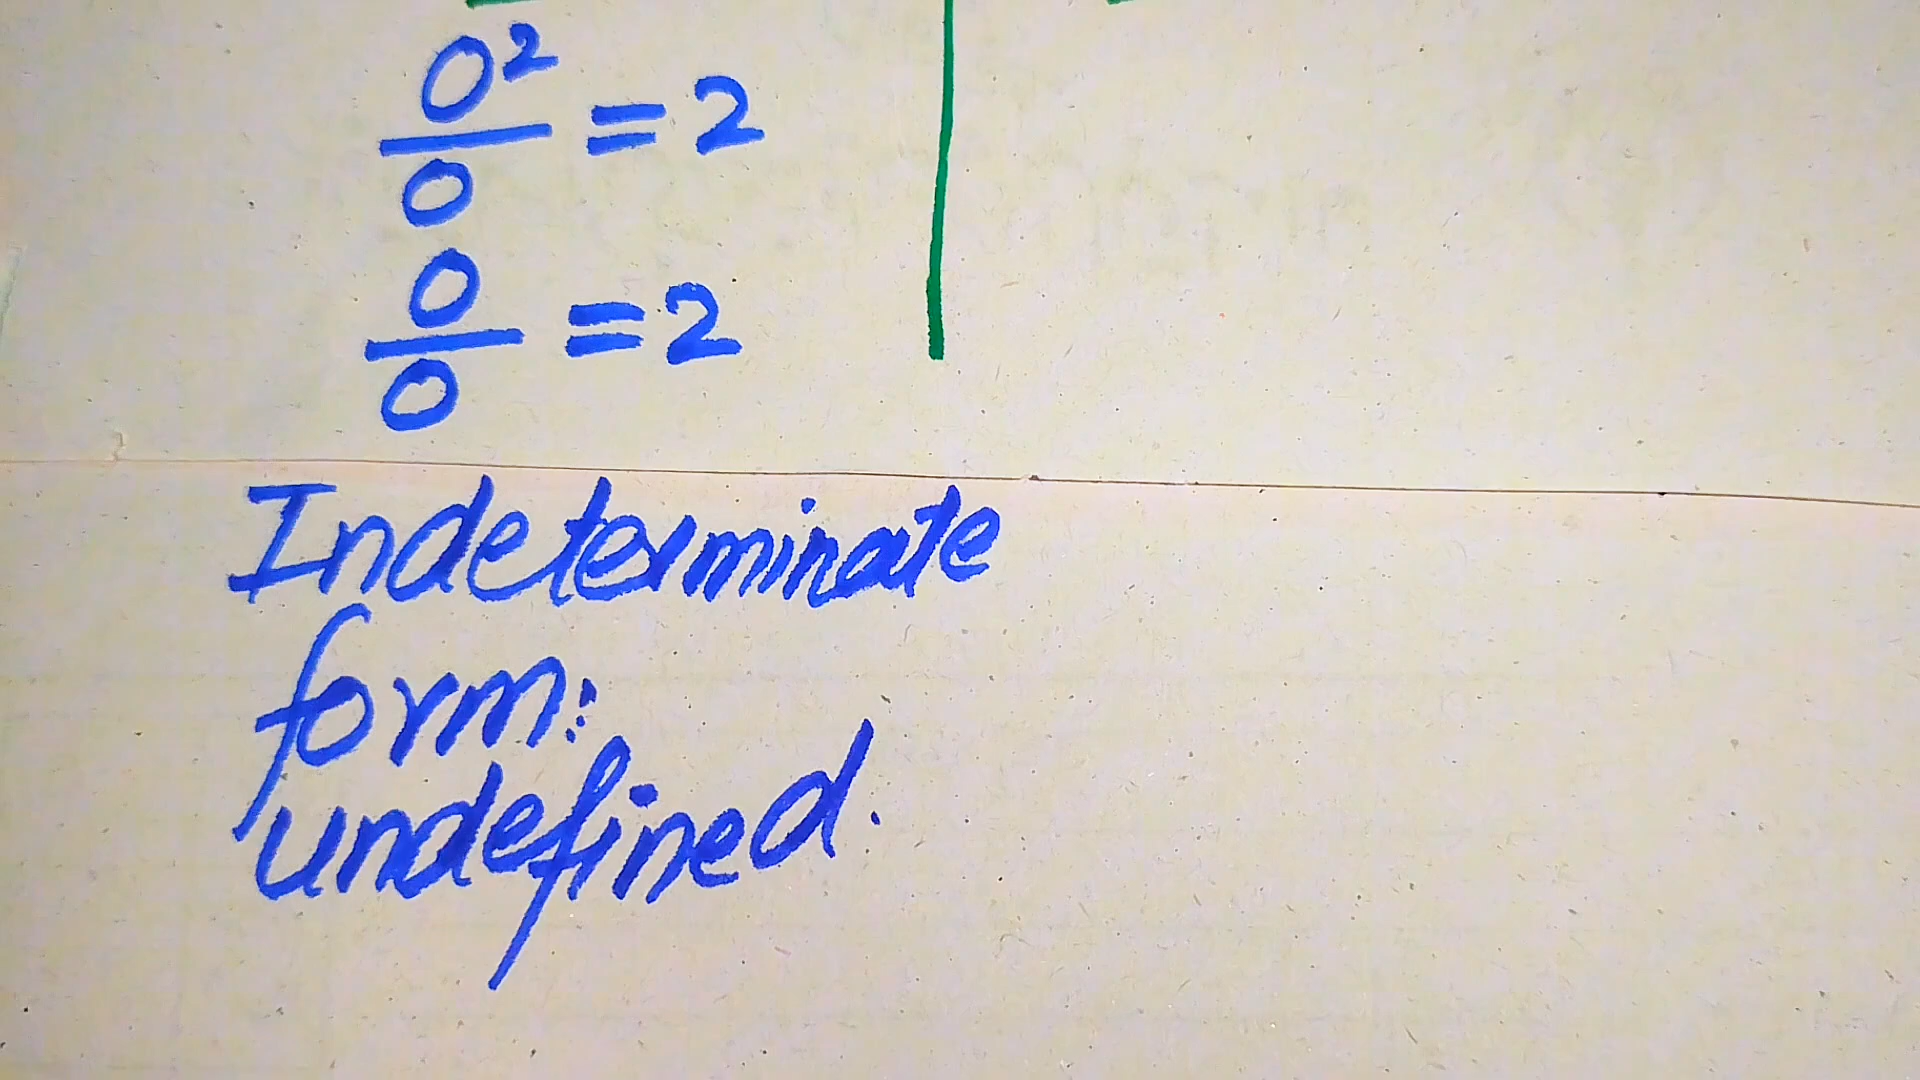 0²/0 = 2
0/0 = 2
Indeterminate
form:
undefined.